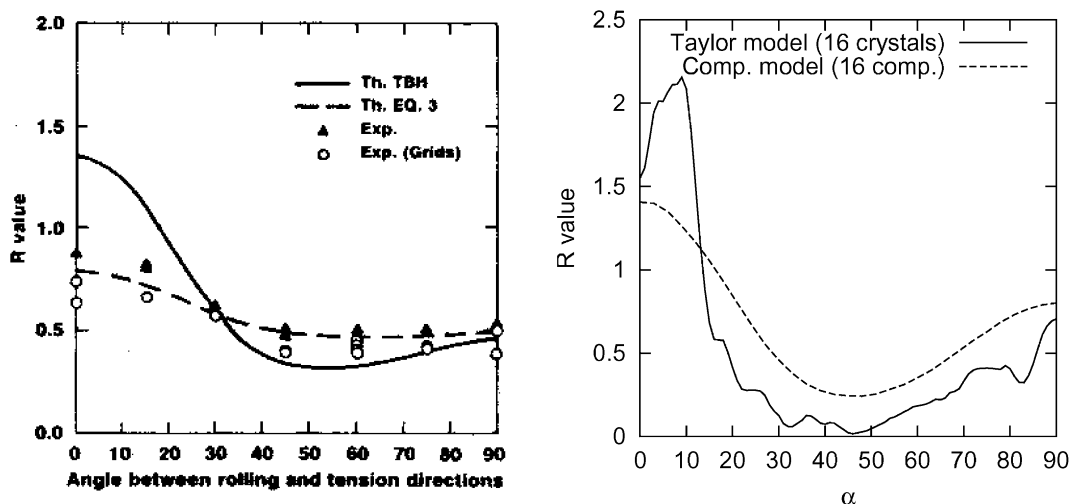 2.0
1.5
1.0
0.5
0.0
R value
Th. TBH
Th. EQ. 3
Exp.
Exp. (Grids)
0 10 20 30 40 50 60 70 80 90
Angle between rolling and tension directions
2.5
2
1.5
1
0.5
0
R value
Taylor model (16 crystals)
Comp. model (16 comp.)
0 10 20 30 40 50 60 70 80 90
α